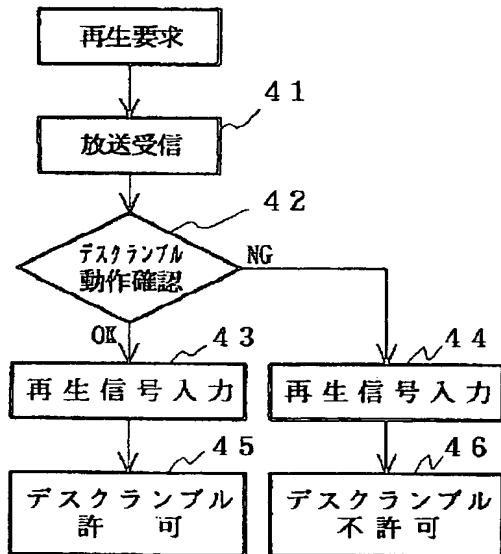 再生要求
41
放送受信
42
デスクランブル
動作確認
NG
OK
43
44
再生信号入力
再生信号入力
45
46
デスクランブル
許可
デスクランブル
不許可